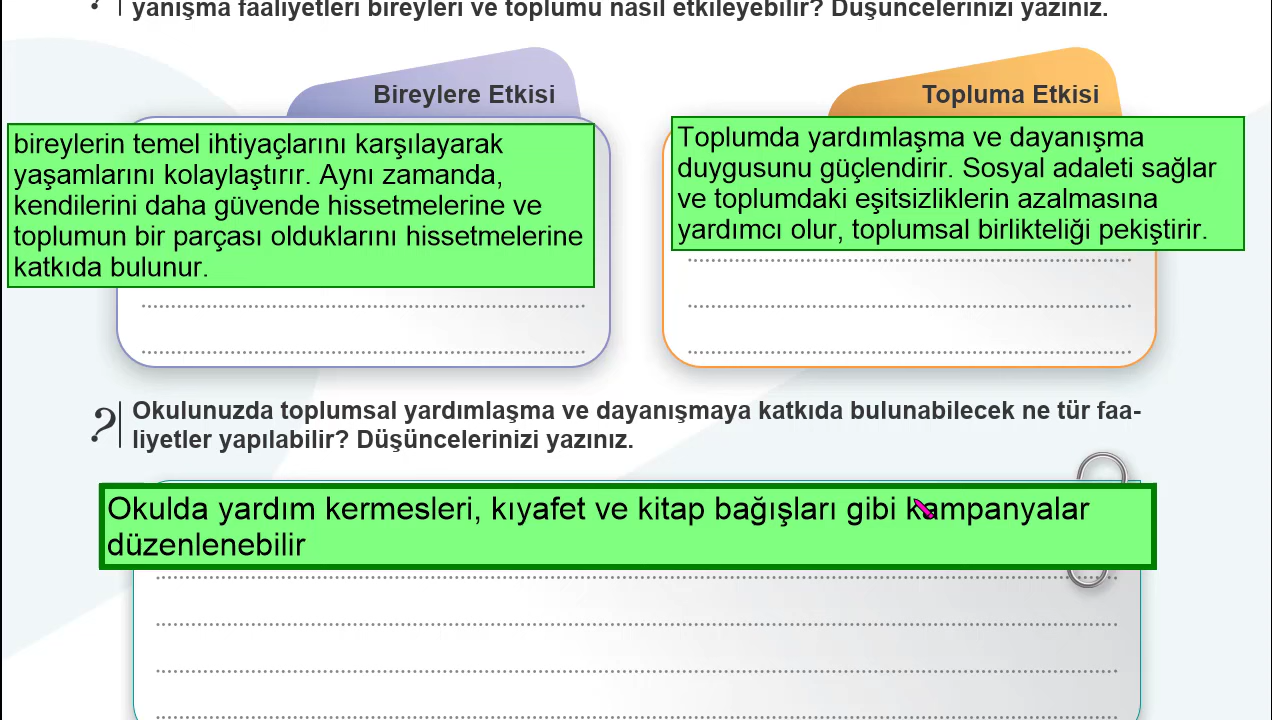 yanışma faaliyetleri bireyleri ve toplumu nasıl etkileyebilir? Düşüncelerinizi yazınız.
Bireylere Etkisi
bireylerin temel ihtiyaçlarını karşılayarak
yaşamlarını kolaylaştırır. Aynı zamanda,
kendilerini daha güvende hissetmelerine ve
toplumun bir parçası olduklarını hissetmelerine
katkıda bulunur.
Topluma Etkisi
Toplumda yardımlaşma ve dayanışma
duygusunu güçlendirir. Sosyal adaleti sağlar
ve toplumdaki eşitsizliklerin azalmasına
yardımcı olur, toplumsal birlikteliği pekiştirir.
? Okulunuzda toplumsal yardımlaşma ve dayanışmaya katkıda bulunabilecek ne tür faa-
liyetler yapılabilir? Düşüncelerinizi yazınız.
Okulda yardım kermesleri, kıyafet ve kitap bağışları gibi kampanyalar
düzenlenebilir